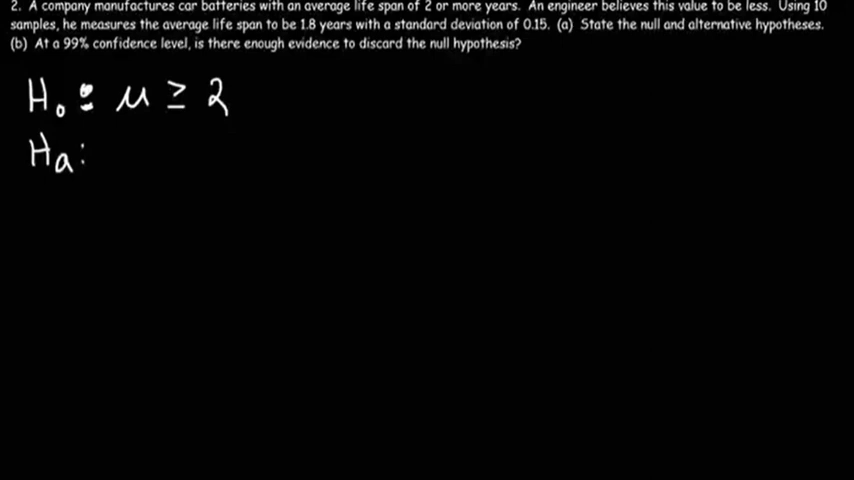 2. A company manufactures car batteries with an average life span of 2 or more years. An engineer believes this value to be less. Using 10
samples, he measures the average life span to be 1.8 years with a standard deviation of 0.15. (a) State the null and alternative hypotheses.
(b) At a 99% confidence level, is there enough evidence to discard the null hypothesis?
H₀: μ ≥ 2
Hₐ: